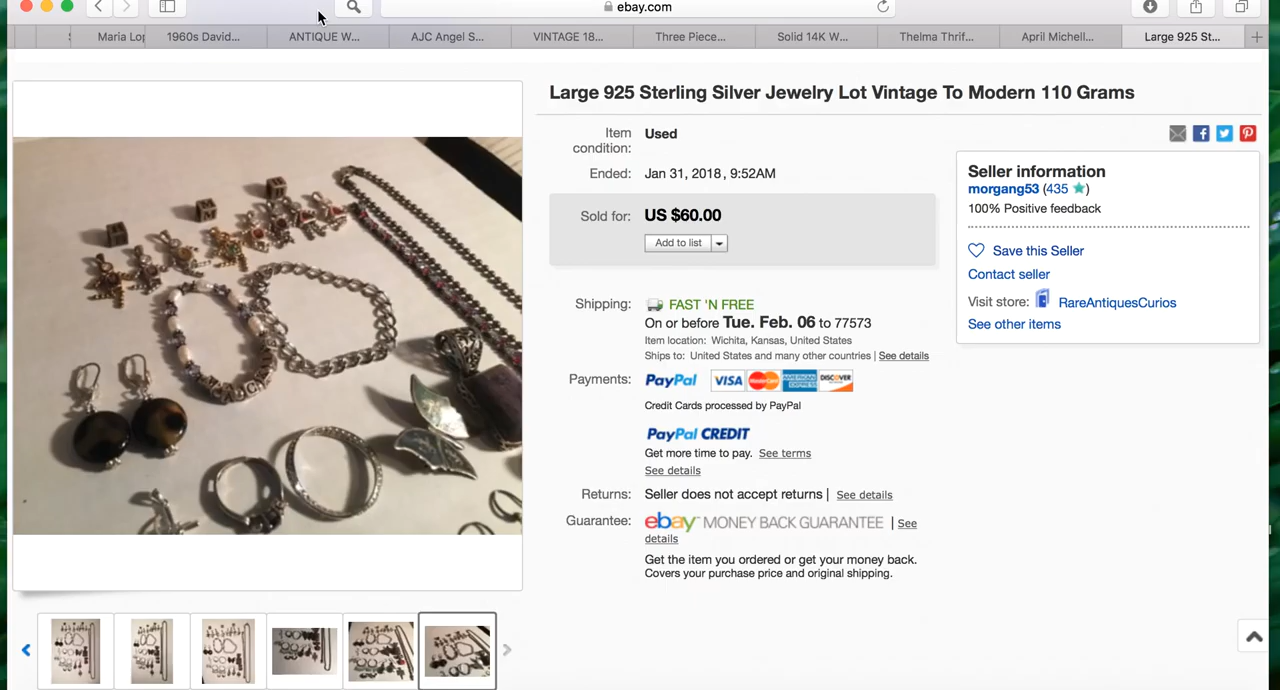 ebay.com
Maria Lop
1960s David...
ANTIQUE W...
AJC Angel S...
VINTAGE 18...
Three Piece...
Solid 14K W...
Thelma Thrif...
April Michell...
Large 925 St...
Large 925 Sterling Silver Jewelry Lot Vintage To Modern 110 Grams
Item condition: Used
Ended: Jan 31, 2018 , 9:52AM
Sold for: US $60.00
Add to list
Shipping: FAST 'N FREE
On or before Tue. Feb. 06 to 77573
Item location: Wichita, Kansas, United States
Ships to: United States and many other countries | See details
Payments: PayPal VISA MasterCard AMERICAN EXPRESS DISCOVER
Credit Cards processed by PayPal
PayPal CREDIT
Get more time to pay. See terms
See details
Returns: Seller does not accept returns | See details
Guarantee: ebay MONEY BACK GUARANTEE | See
details
Get the item you ordered or get your money back.
Covers your purchase price and original shipping.
Seller information
morgang53 (435 )
100% Positive feedback
Save this Seller
Contact seller
Visit store: RareAntiquesCurios
See other items